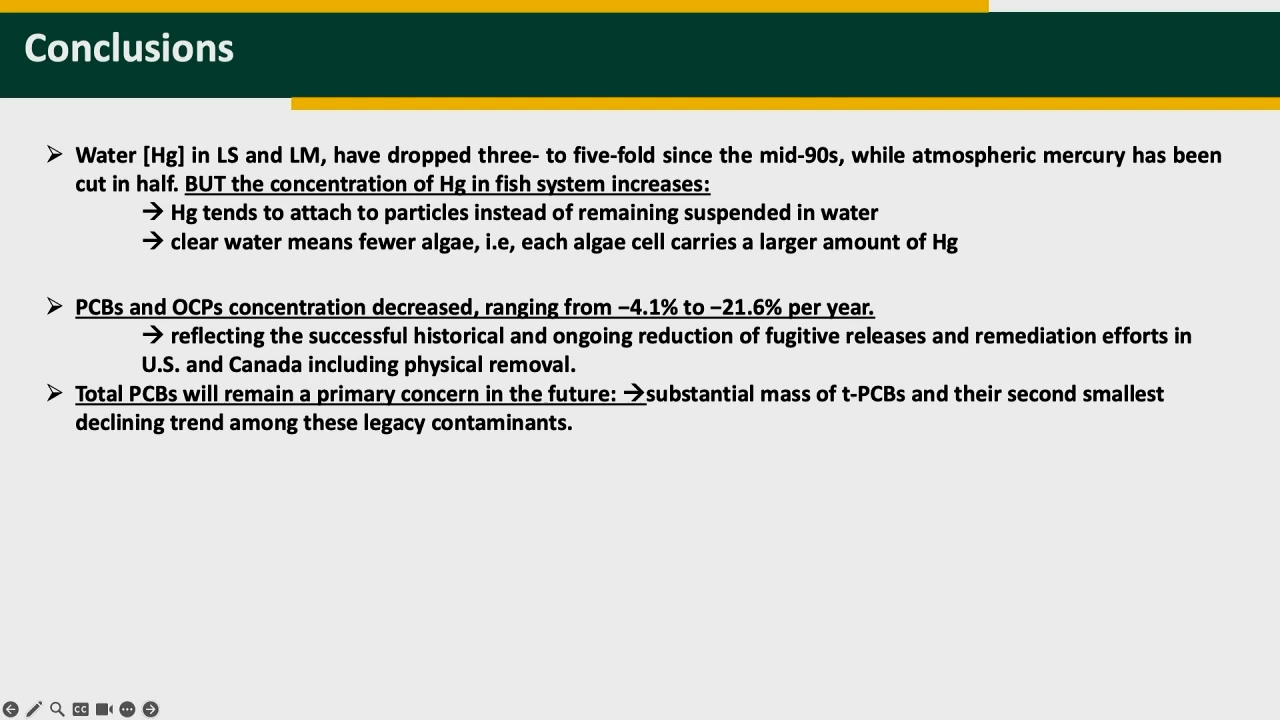 Conclusions
➢ Water [Hg] in LS and LM, have dropped three- to five-fold since the mid-90s, while atmospheric mercury has been
cut in half. BUT the concentration of Hg in fish system increases:
→ Hg tends to attach to particles instead of remaining suspended in water
→ clear water means fewer algae, i.e, each algae cell carries a larger amount of Hg
➢ PCBs and OCPs concentration decreased, ranging from −4.1% to −21.6% per year.
→ reflecting the successful historical and ongoing reduction of fugitive releases and remediation efforts in
U.S. and Canada including physical removal.
➢ Total PCBs will remain a primary concern in the future: →substantial mass of t-PCBs and their second smallest
declining trend among these legacy contaminants.
CC